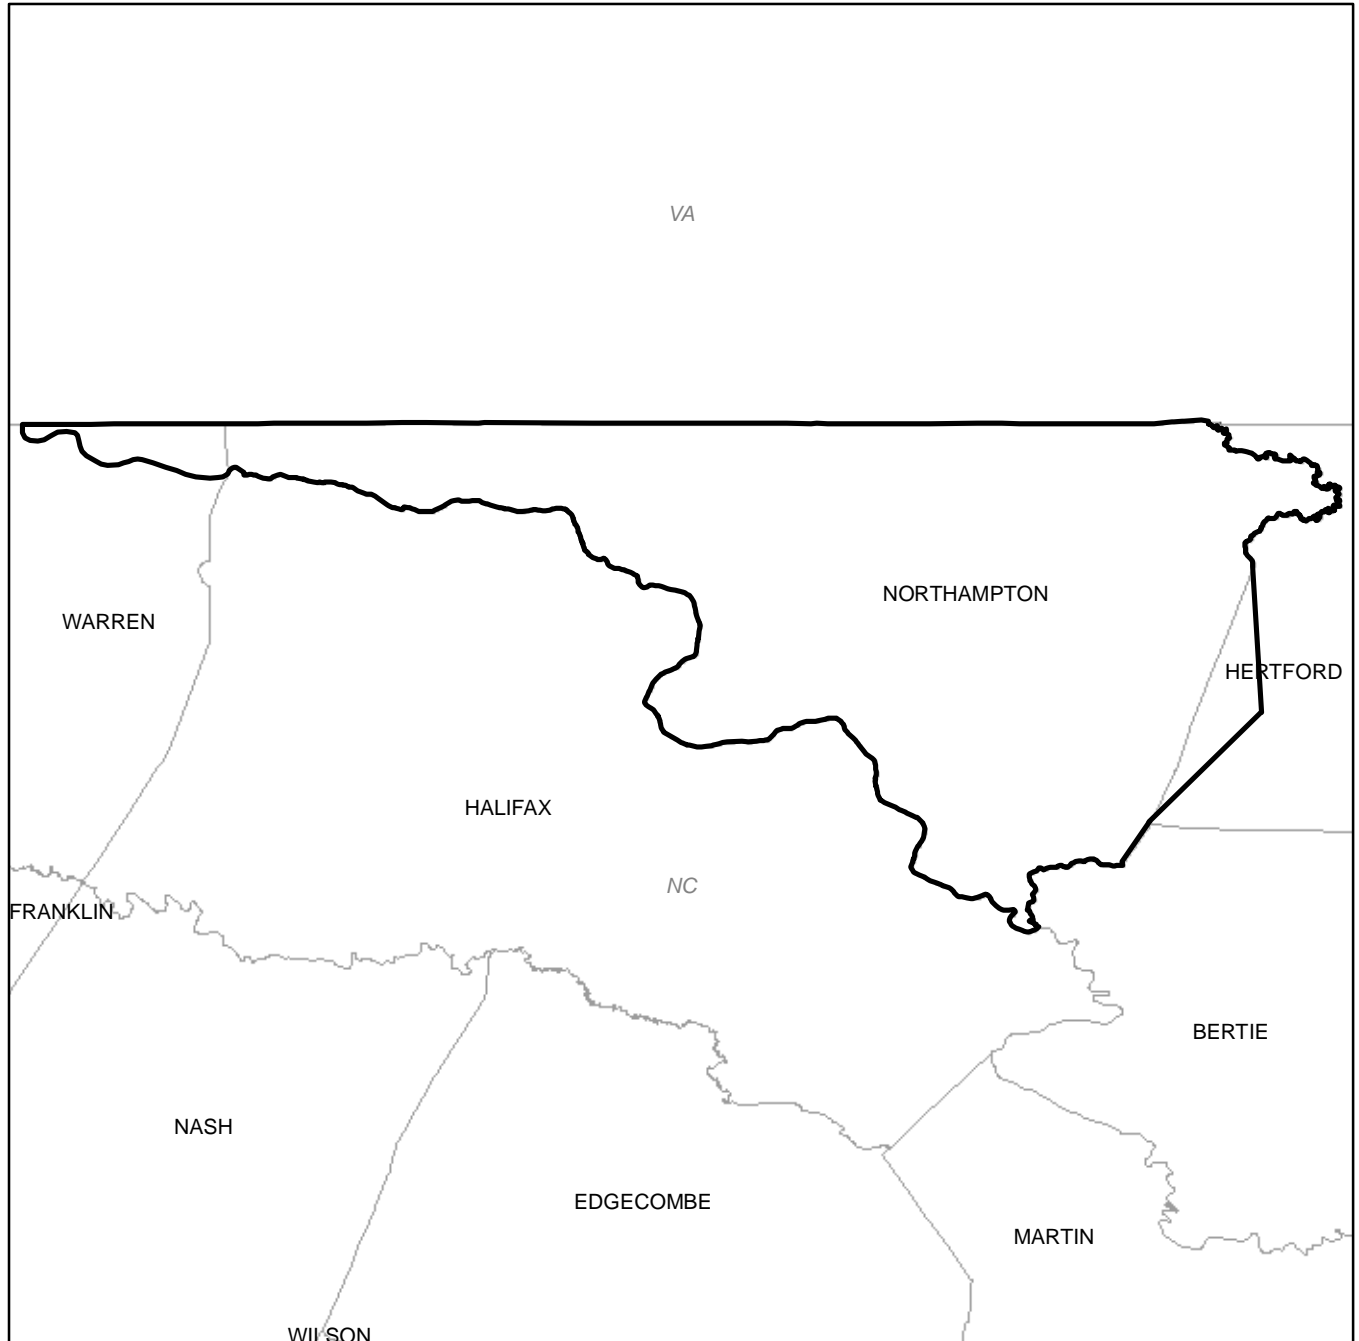 VA
NORTHAMPTON
WARREN
HERTFORD
HALIFAX
NC
FRANKLIN
BERTIE
NASH
EDGECOMBE
MARTIN
WILSON